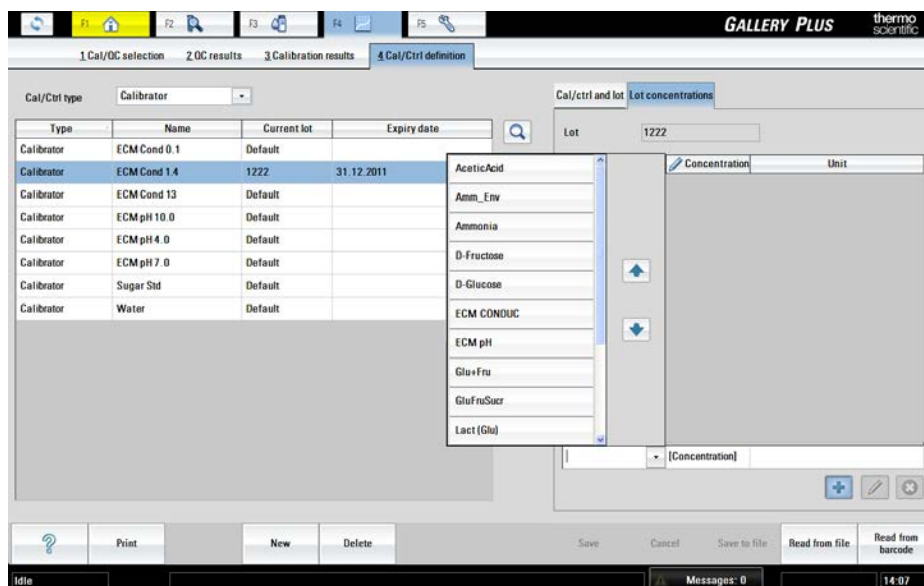 F1 F2 F3 F4 F5 GALLERY PLUS thermo scientific
1 Cal/QC selection 2 QC results 3 Calibration results 4 Cal/Ctrl definition
Cal/Ctrl type Calibrator
Type Name Current lot Expiry date
Calibrator ECM Cond 0.1 Default
Calibrator ECM Cond 1.4 1222 31.12.2011
Calibrator ECM Cond 13 Default
Calibrator ECM pH 10.0 Default
Calibrator ECM pH 4.0 Default
Calibrator ECM pH 7.0 Default
Calibrator Sugar Std Default
Calibrator Water Default
Cal/ctrl and lot Lot concentrations
Lot 1222
Concentration Unit
AceticAcid
Amm_Env
Ammonia
D-Fructose
D-Glucose
ECM CONDUC
ECM pH
Glu+Fru
GluFruSucr
Lact (Glu)
[Concentration]
Print New Delete Save Cancel Save to file Read from file Read from barcode
Idle Messages: 0 14:07